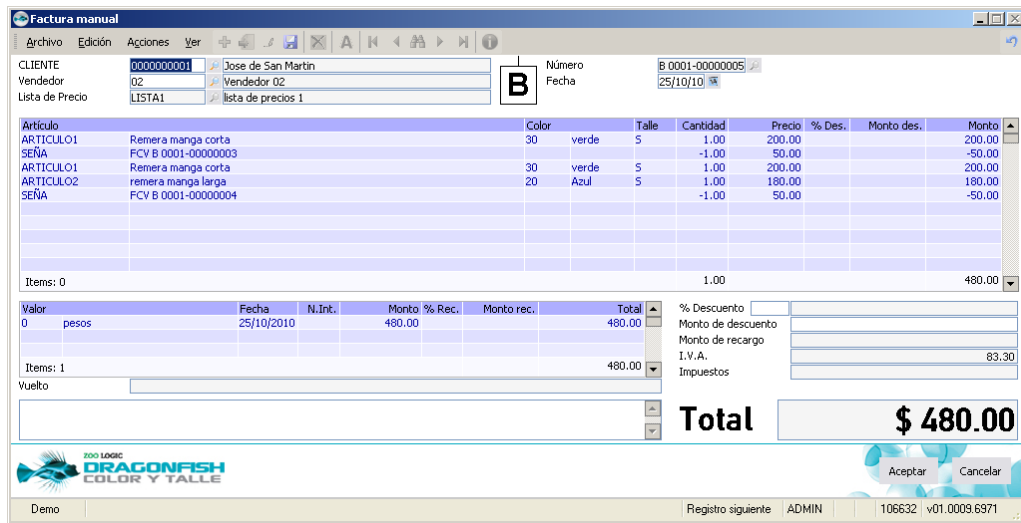 Factura manual
Archivo Edición Acciones Ver
CLIENTE 0000000001 Jose de San Martin B Número B 0001-00000005
Vendedor 02 Vendedor 02 Fecha 25/10/10
Lista de Precio LISTA1 lista de precios 1
Artículo Color Talle Cantidad Precio % Des. Monto des. Monto
ARTICULO1 Remera manga corta 30 verde S 1.00 200.00 200.00
SEÑA FCV B 0001-00000003 -1.00 50.00 -50.00
ARTICULO1 Remera manga corta 30 verde S 1.00 200.00 200.00
ARTICULO2 remera manga larga 20 Azul S 1.00 180.00 180.00
SEÑA FCV B 0001-00000004 -1.00 50.00 -50.00
Items: 0 1.00 480.00
Valor Fecha N.Int. Monto % Rec. Monto rec. Total
0 pesos 25/10/2010 480.00 480.00
Items: 1 480.00
Vuelto
% Descuento
Monto de descuento
Monto de recargo
I.V.A. 83.30
Impuestos
Total $ 480.00
ZOO LOGIC
DRAGONFISH
COLOR Y TALLE
Aceptar Cancelar
Demo Registro siguiente ADMIN 106632 v01.0009.6971